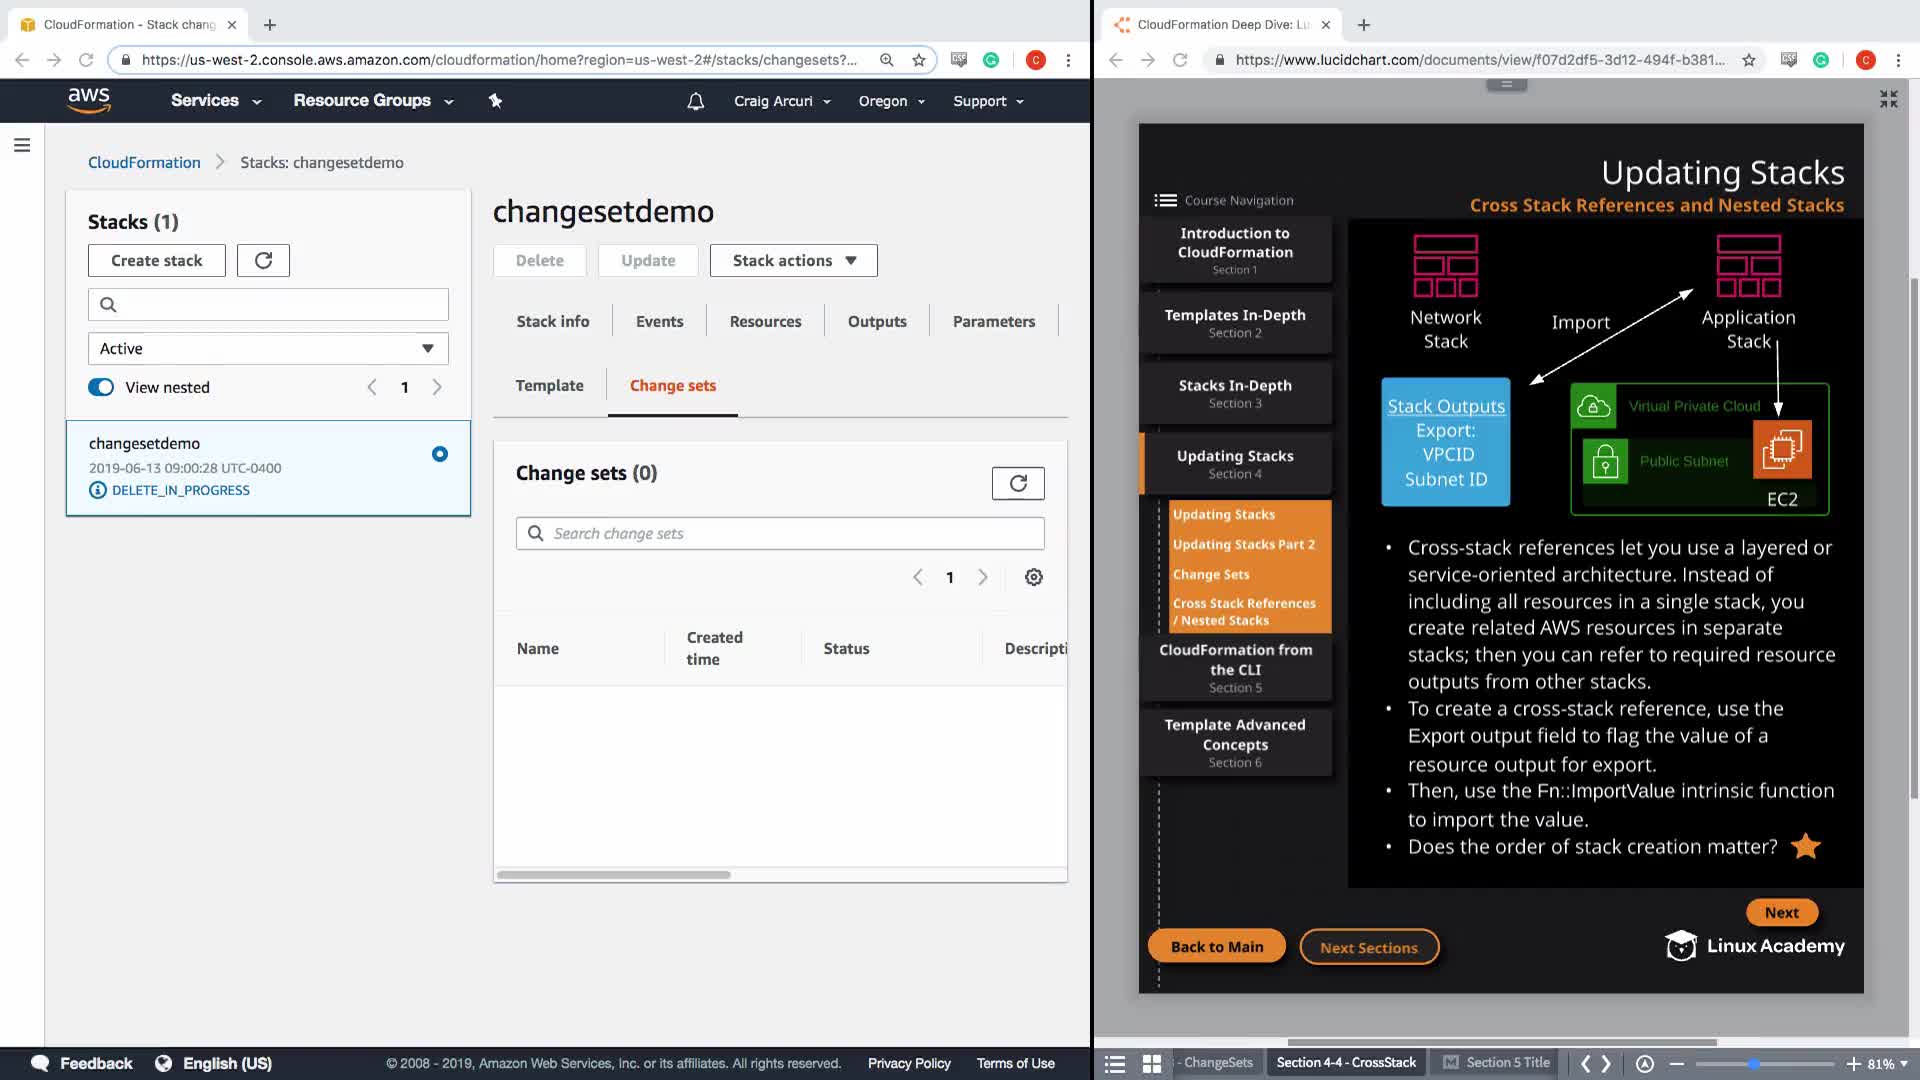 CloudFormation - Stack chang
https://us-west-2.console.aws.amazon.com/cloudformation/home?region=us-west-2#/stacks/changesets?...
C
aws
Services
Resource Groups
Craig Arcuri
Oregon
Support
CloudFormation
Stacks: changesetdemo
Stacks (1)
Create stack
Active
View nested
1
changesetdemo
2019-06-13 09:00:28 UTC-0400
DELETE_IN_PROGRESS
changesetdemo
Delete
Update
Stack actions
Stack info
Events
Resources
Outputs
Parameters
Template
Change sets
Change sets (0)
Search change sets
1
Name
Created
time
Status
Descripti
Feedback
English (US)
© 2008 - 2019, Amazon Web Services, Inc. or its affiliates. All rights reserved.
Privacy Policy
Terms of Use
CloudFormation Deep Dive: Lu
https://www.lucidchart.com/documents/view/f07d2df5-3d12-494f-b381...
C
Updating Stacks
Cross Stack References and Nested Stacks
Course Navigation
Introduction to
CloudFormation
Section 1
Templates In-Depth
Section 2
Stacks In-Depth
Section 3
Updating Stacks
Section 4
Updating Stacks
Updating Stacks Part 2
Change Sets
Cross Stack References
/ Nested Stacks
CloudFormation from
the CLI
Section 5
Template Advanced
Concepts
Section 6
Network
Stack
Import
Application
Stack
Stack Outputs
Export:
VPCID
Subnet ID
Virtual Private Cloud
Public Subnet
EC2
• Cross-stack references let you use a layered or
service-oriented architecture. Instead of
including all resources in a single stack, you
create related AWS resources in separate
stacks; then you can refer to required resource
outputs from other stacks.
• To create a cross-stack reference, use the
Export output field to flag the value of a
resource output for export.
• Then, use the Fn::ImportValue intrinsic function
to import the value.
• Does the order of stack creation matter?
Next
Back to Main
Next Sections
Linux Academy
- ChangeSets
Section 4-4 - CrossStack
Section 5 Title
81%